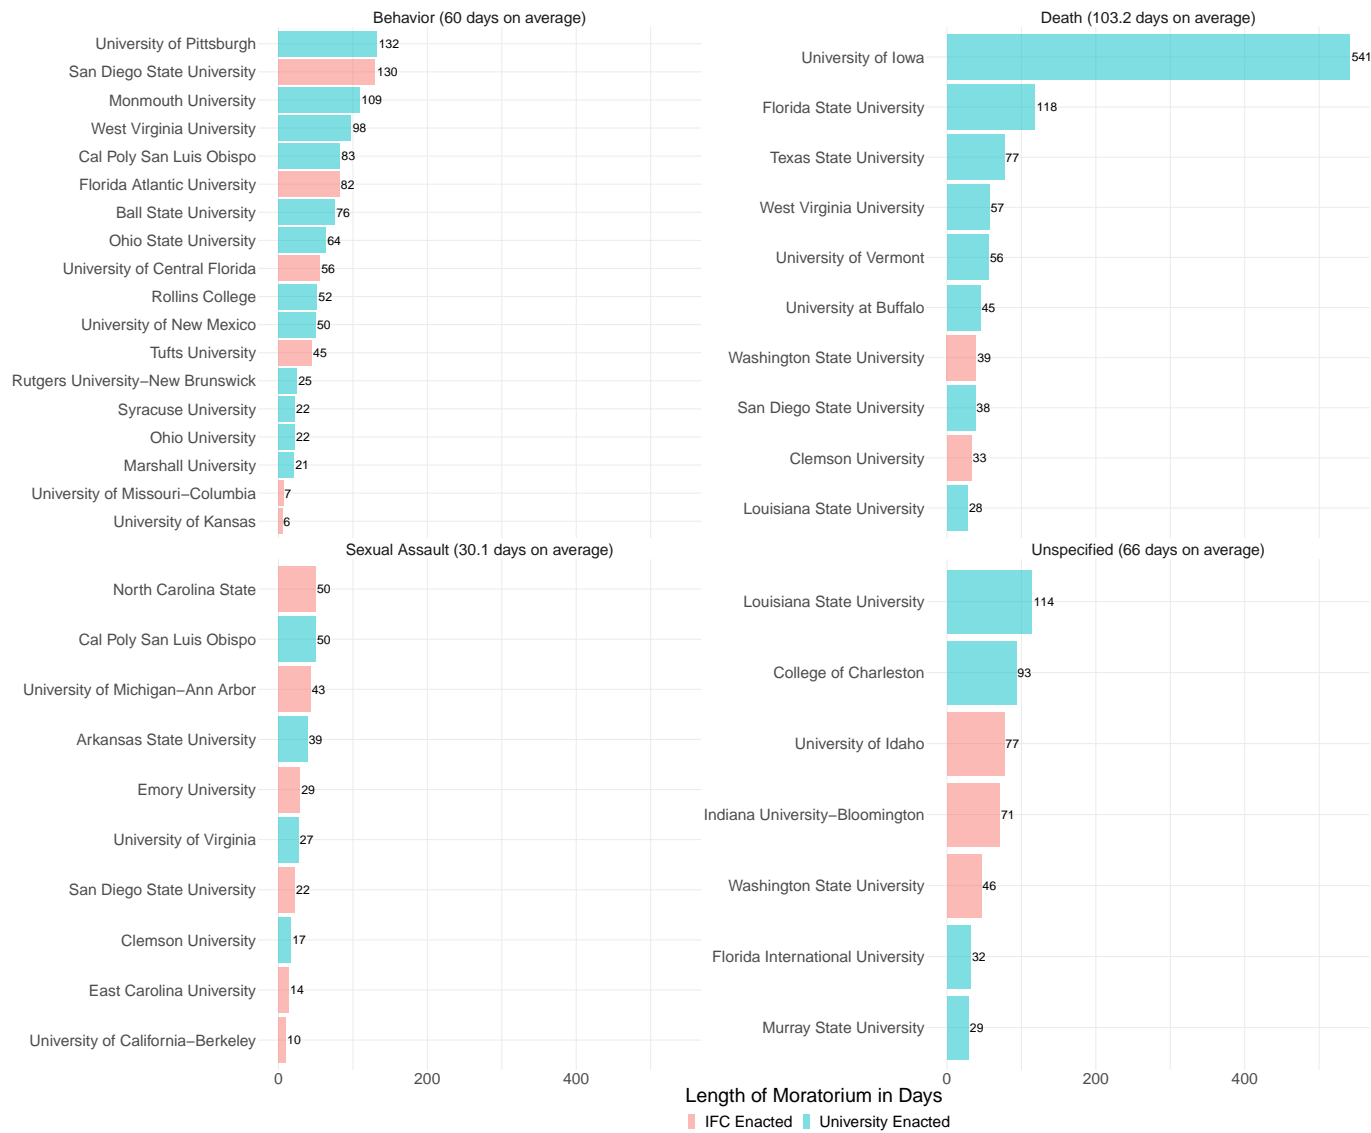 Behavior (60 days on average)
University of Pittsburgh 132
San Diego State University 130
Monmouth University 109
West Virginia University 98
Cal Poly San Luis Obispo 83
Florida Atlantic University 82
Ball State University 76
Ohio State University 64
University of Central Florida 56
Rollins College 52
University of New Mexico 50
Tufts University 45
Rutgers University−New Brunswick 25
Syracuse University 22
Ohio University 22
Marshall University 21
University of Missouri−Columbia 7
University of Kansas 6
Death (103.2 days on average)
University of Iowa 541
Florida State University 118
Texas State University 77
West Virginia University 57
University of Vermont 56
University at Buffalo 45
Washington State University 39
San Diego State University 38
Clemson University 33
Louisiana State University 28
Sexual Assault (30.1 days on average)
North Carolina State 50
Cal Poly San Luis Obispo 50
University of Michigan−Ann Arbor 43
Arkansas State University 39
Emory University 29
University of Virginia 27
San Diego State University 22
Clemson University 17
East Carolina University 14
University of California−Berkeley 10
0 200 400
Unspecified (66 days on average)
Louisiana State University 114
College of Charleston 93
University of Idaho 77
Indiana University−Bloomington 71
Washington State University 46
Florida International University 32
Murray State University 29
0 200 400
Length of Moratorium in Days
IFC Enacted University Enacted